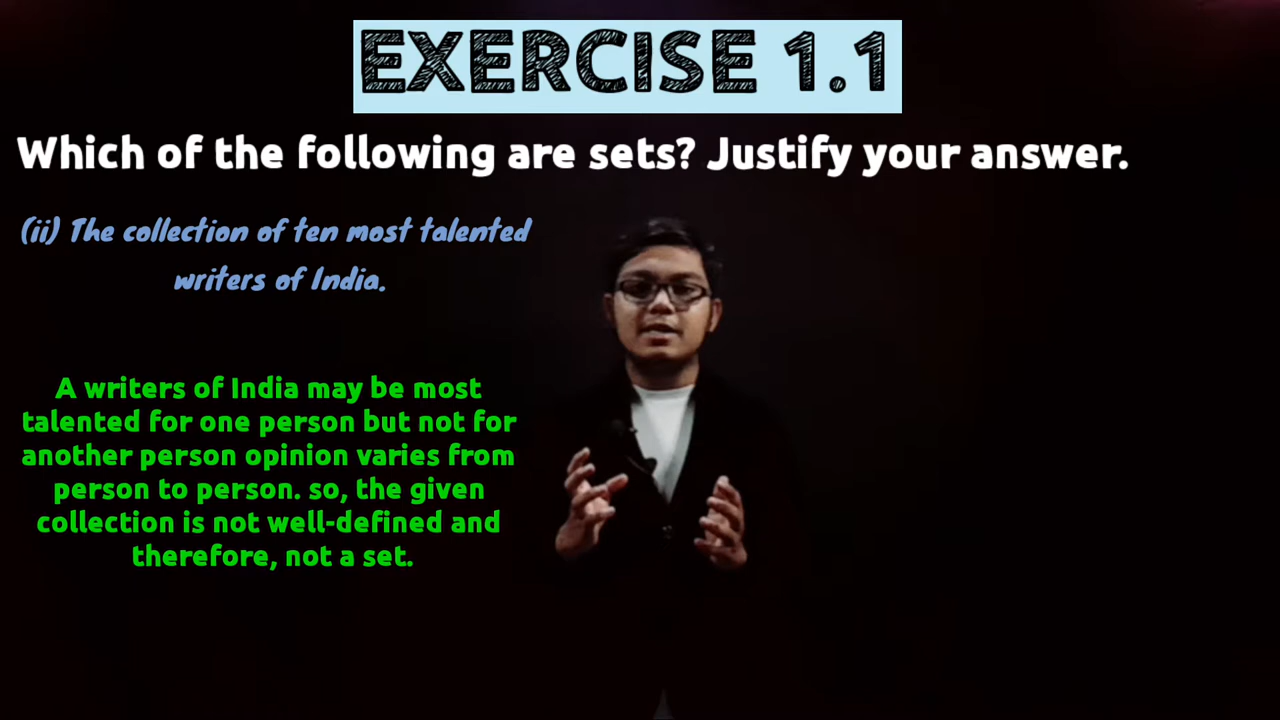 EXERCISE 1.1
Which of the following are sets? Justify your answer.
(ii) The collection of ten most talented
writers of India.
A writers of India may be most
talented for one person but not for
another person opinion varies from
person to person. so, the given
collection is not well-defined and
therefore, not a set.